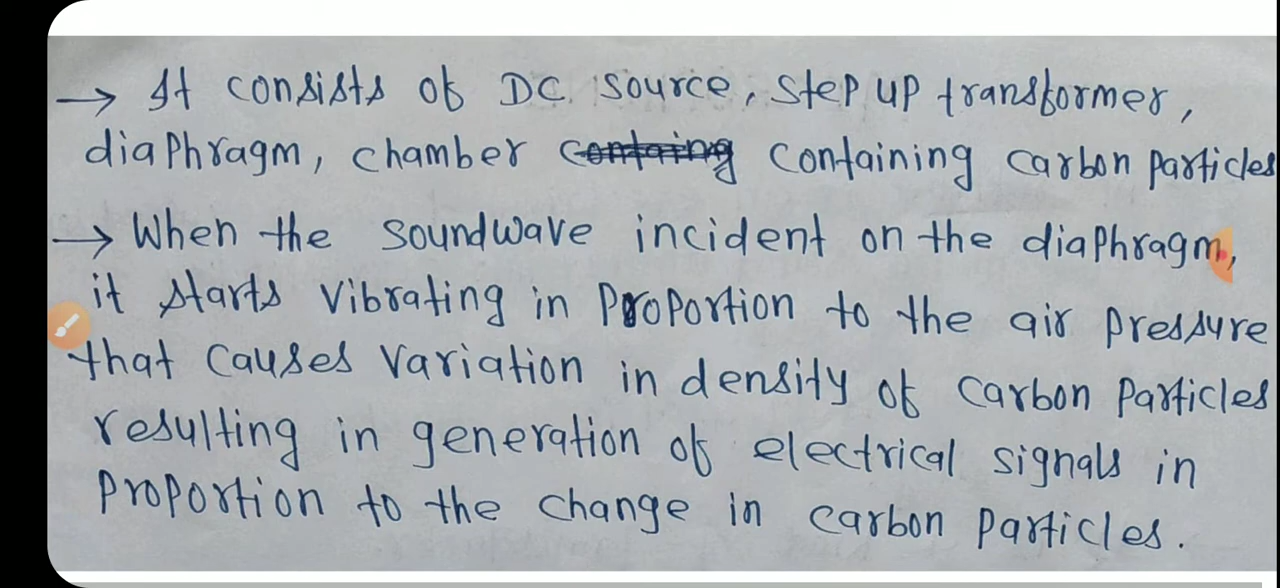 → It consists of DC source, step up transformer,
diaphragm, chamber containg containing carbon particles
→ When the soundwave incident on the diaphragm,
it starts vibrating in proportion to the air pressure
that causes variation in density of carbon particles
resulting in generation of electrical signals in
proportion to the change in carbon particles.